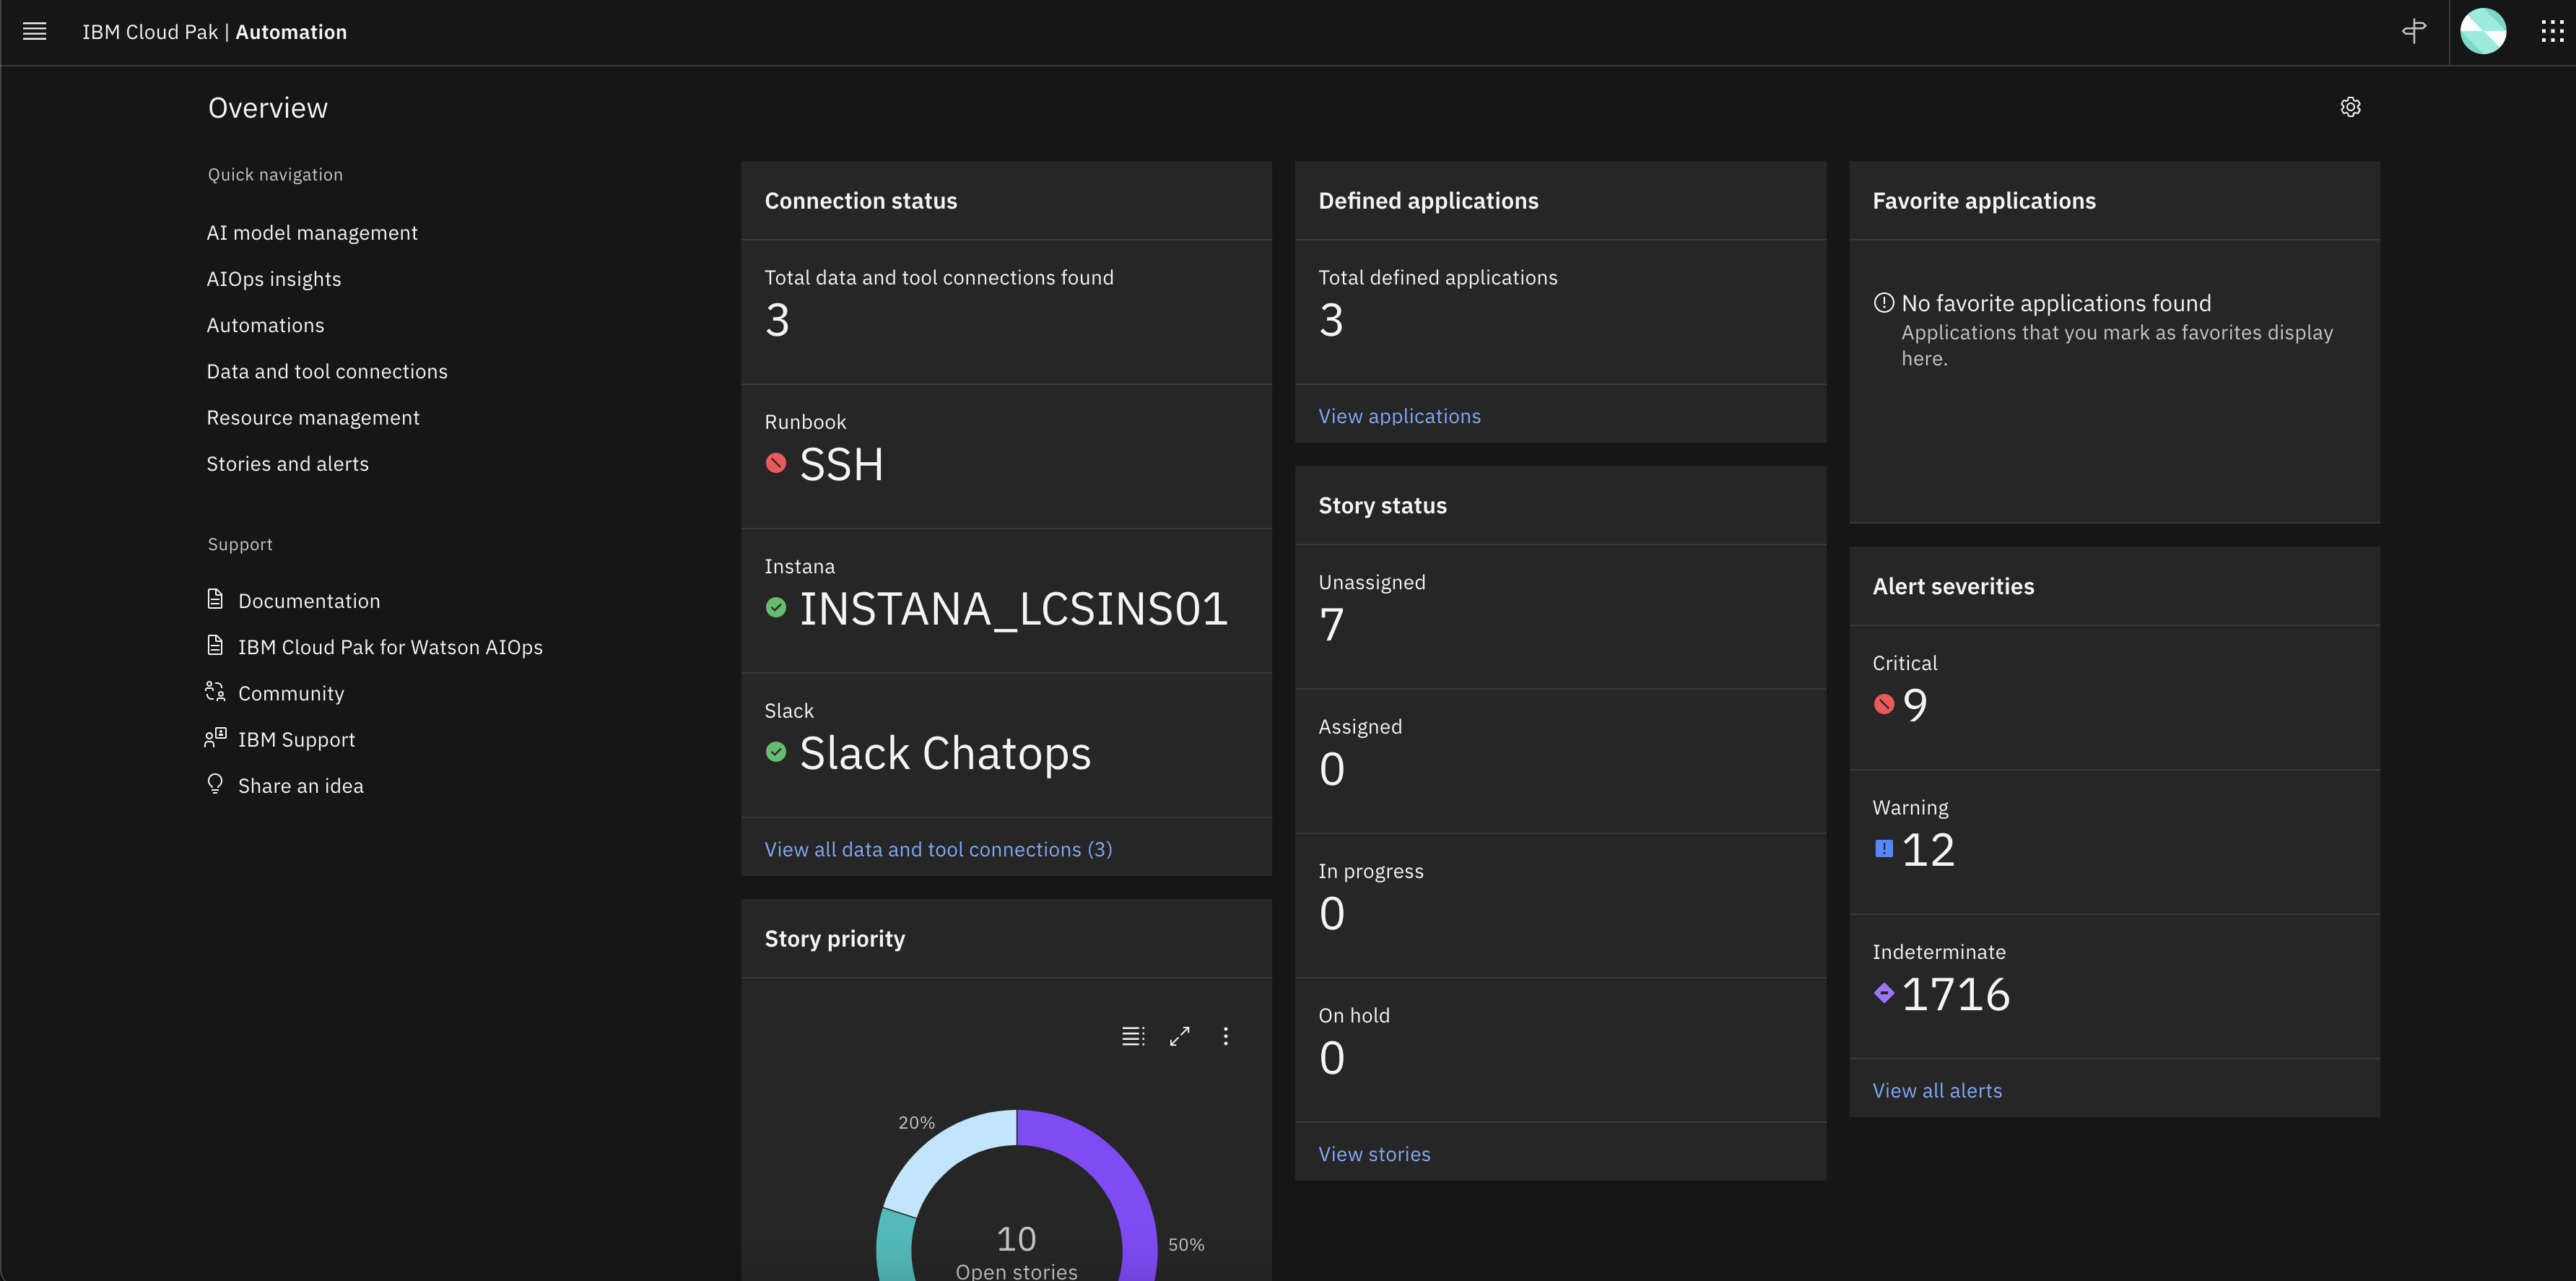 IBM Cloud Pak | Automation
Overview
Quick navigation
AI model management
AIOps insights
Automations
Data and tool connections
Resource management
Stories and alerts
Support
Documentation
IBM Cloud Pak for Watson AIOps
Community
IBM Support
Share an idea
Connection status
Total data and tool connections found
3
Runbook
SSH
Instana
INSTANA_LCSINS01
Slack
Slack Chatops
View all data and tool connections (3)
Story priority
20%
50%
10
Open stories
Defined applications
Total defined applications
3
View applications
Story status
Unassigned
7
Assigned
0
In progress
0
On hold
0
View stories
Favorite applications
No favorite applications found
Applications that you mark as favorites display
here.
Alert severities
Critical
9
Warning
12
Indeterminate
1716
View all alerts